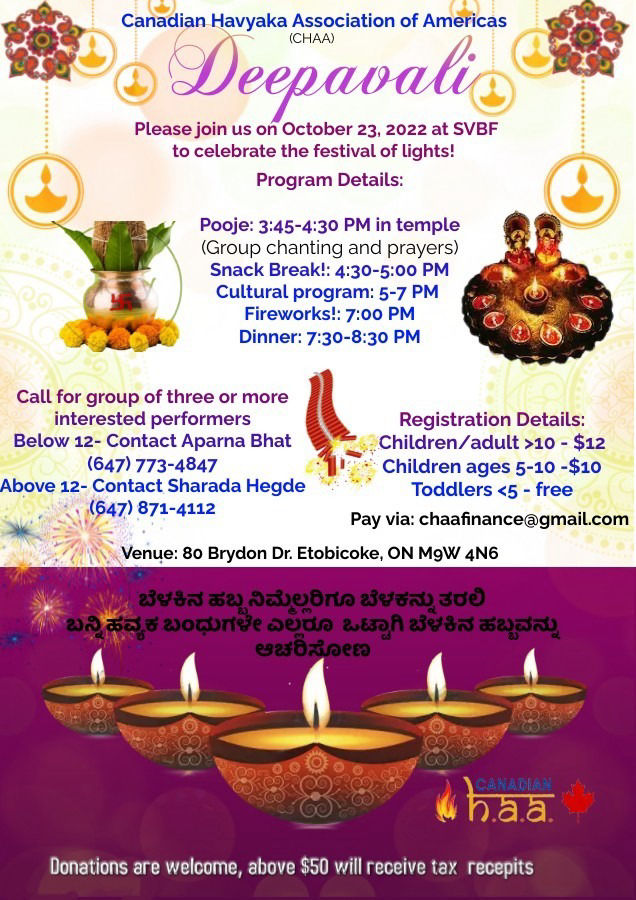 Canadian Havyaka Association of Americas
(CHAA)
Deepavali
Please join us on October 23, 2022 at SVBF
to celebrate the festival of lights!
Program Details:
Pooje: 3:45-4:30 PM in temple
(Group chanting and prayers)
Snack Break!: 4:30-5:00 PM
Cultural program: 5-7 PM
Fireworks!: 7:00 PM
Dinner: 7:30-8:30 PM
Call for group of three or more
interested performers
Below 12- Contact Aparna Bhat
(647) 773-4847
Above 12- Contact Sharada Hegde
(647) 871-4112
Registration Details:
Children/adult >10 - $12
Children ages 5-10 -$10
Toddlers <5 - free
Pay via: chaafinance@gmail.com
Venue: 80 Brydon Dr. Etobicoke, ON M9W 4N6
ಬೆಳಕಿನ ಹಬ್ಬ ನಿಮ್ಮೆಲ್ಲರಿಗೂ ಬೆಳಕನ್ನು ತರಲಿ
ಬನ್ನಿ ಹವ್ಯಕ ಬಂಧುಗಳೇ ಎಲ್ಲರೂ ಒಟ್ಟಾಗಿ ಬೆಳಕಿನ ಹಬ್ಬವನ್ನು
ಆಚರಿಸೋಣ
CANADIAN
h.a.a.
Donations are welcome, above $50 will receive tax recepits